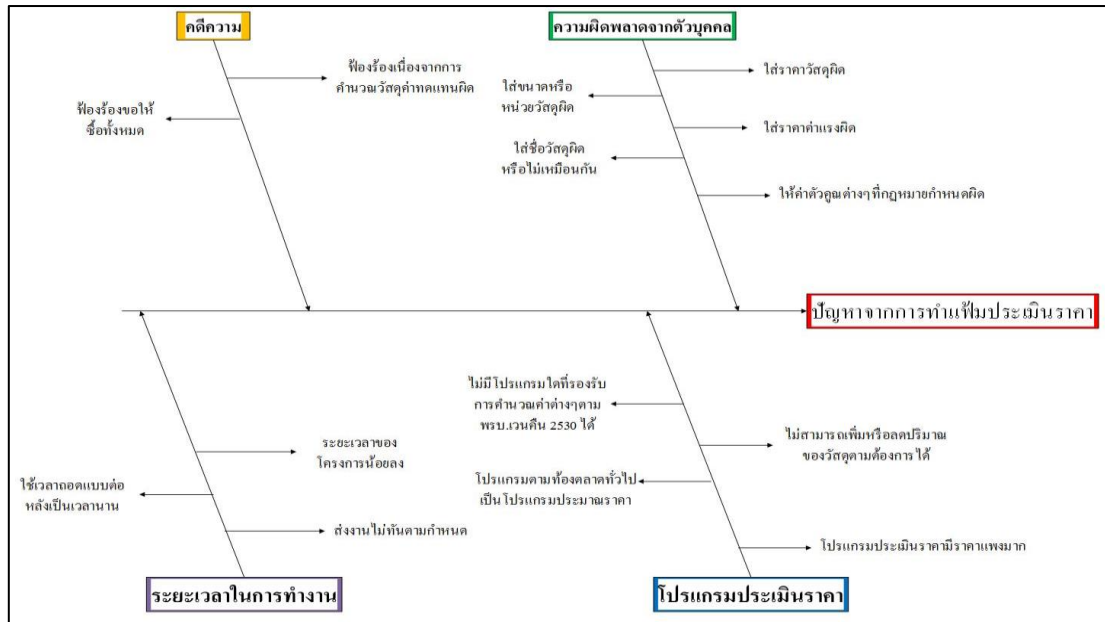 คดีความ
ฟ้องร้องเนื่องจากการ
คำนวณวัสดุค่าทดแทนผิด
ฟ้องร้องขอให้
ซื้อทั้งหมด
ความผิดพลาดจากตัวบุคคล
ใส่ราคาวัสดุผิด
ใส่ขนาดหรือ
หน่วยวัสดุผิด
ใส่ราคาค่าแรงผิด
ใส่ชื่อวัสดุผิด
หรือไม่เหมือนกัน
ให้ค่าตัวคูณต่างๆที่กฎหมายกำหนดผิด
ปัญหาจากการทำแฟ้มประเมินราคา
ระยะเวลาของ
โครงการน้อยลง
ใช้เวลาถอดแบบต่อ
หลังเป็นเวลานาน
ส่งงานไม่ทันตามกำหนด
ระยะเวลาในการทำงาน
ไม่มีโปรแกรมใดที่รองรับ
การคำนวณค่าต่างๆตาม
พรบ.เวนคืน 2530 ได้
ไม่สามารถเพิ่มหรือลดปริมาณ
ของวัสดุตามต้องการได้
โปรแกรมตามท้องตลาดทั่วไป
เป็นโปรแกรมประมาณราคา
โปรแกรมประเมินราคามีราคาแพงมาก
โปรแกรมประเมินราคา